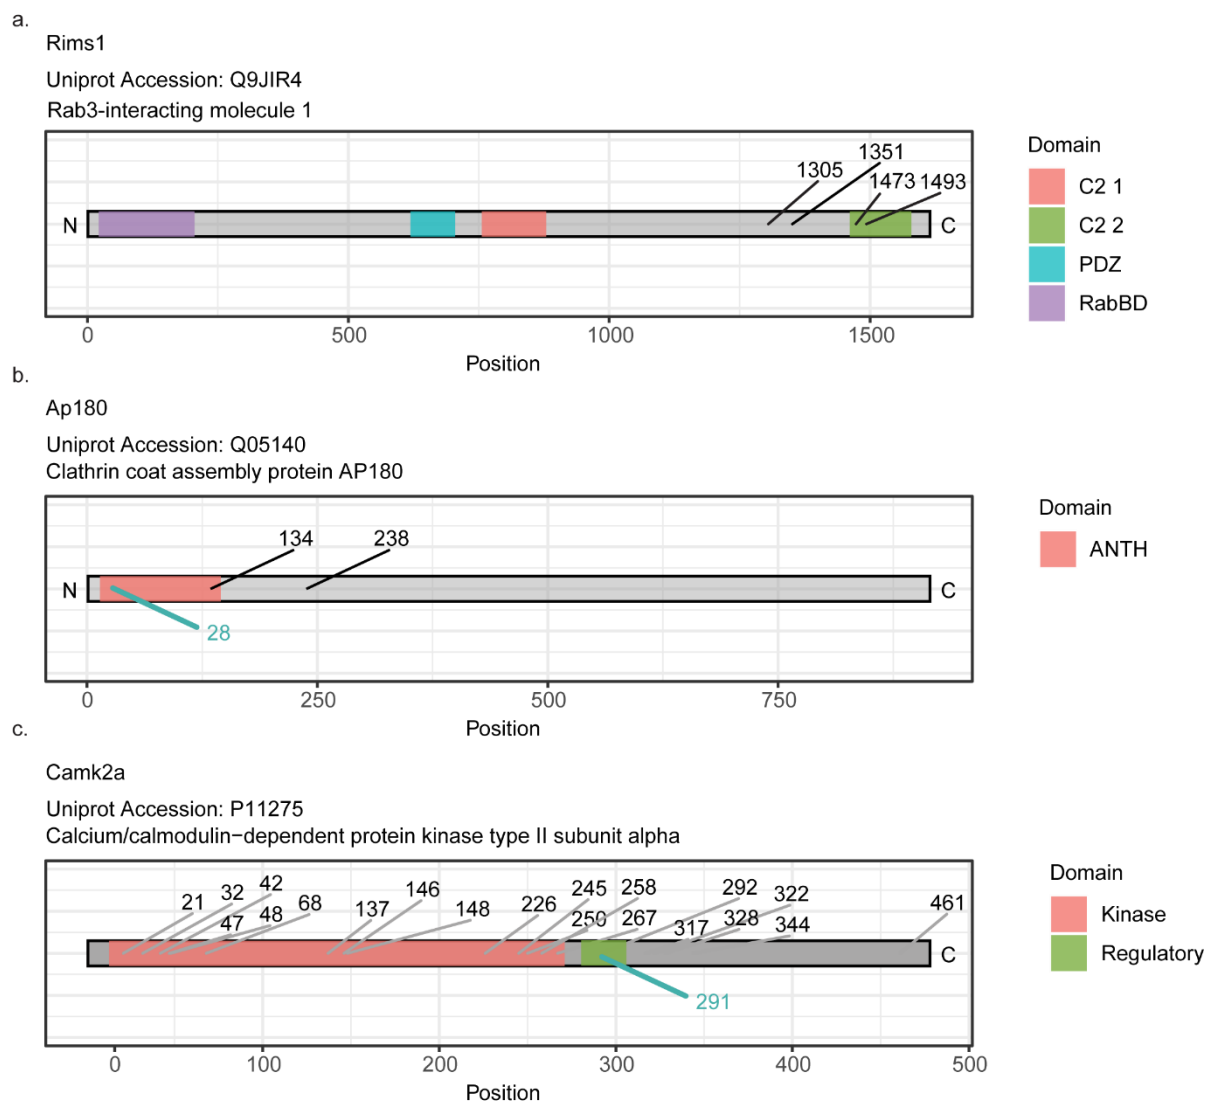 a.
Rims1
Uniprot Accession: Q9JIR4
Rab3-interacting molecule 1
1351
1305
1473 1493
N
C
0 500 1000 1500
Position
Domain
C2 1
C2 2
PDZ
RabBD
b.
Ap180
Uniprot Accession: Q05140
Clathrin coat assembly protein AP180
134 238
N
C
28
0 250 500 750
Position
Domain
ANTH
c.
Camk2a
Uniprot Accession: P11275
Calcium/calmodulin−dependent protein kinase type II subunit alpha
21 32 42 68 146 245 258 292 322
47 48 137 148 226 250 267 317 328 344 461
C
291
0 100 200 300 400 500
Position
Domain
Kinase
Regulatory